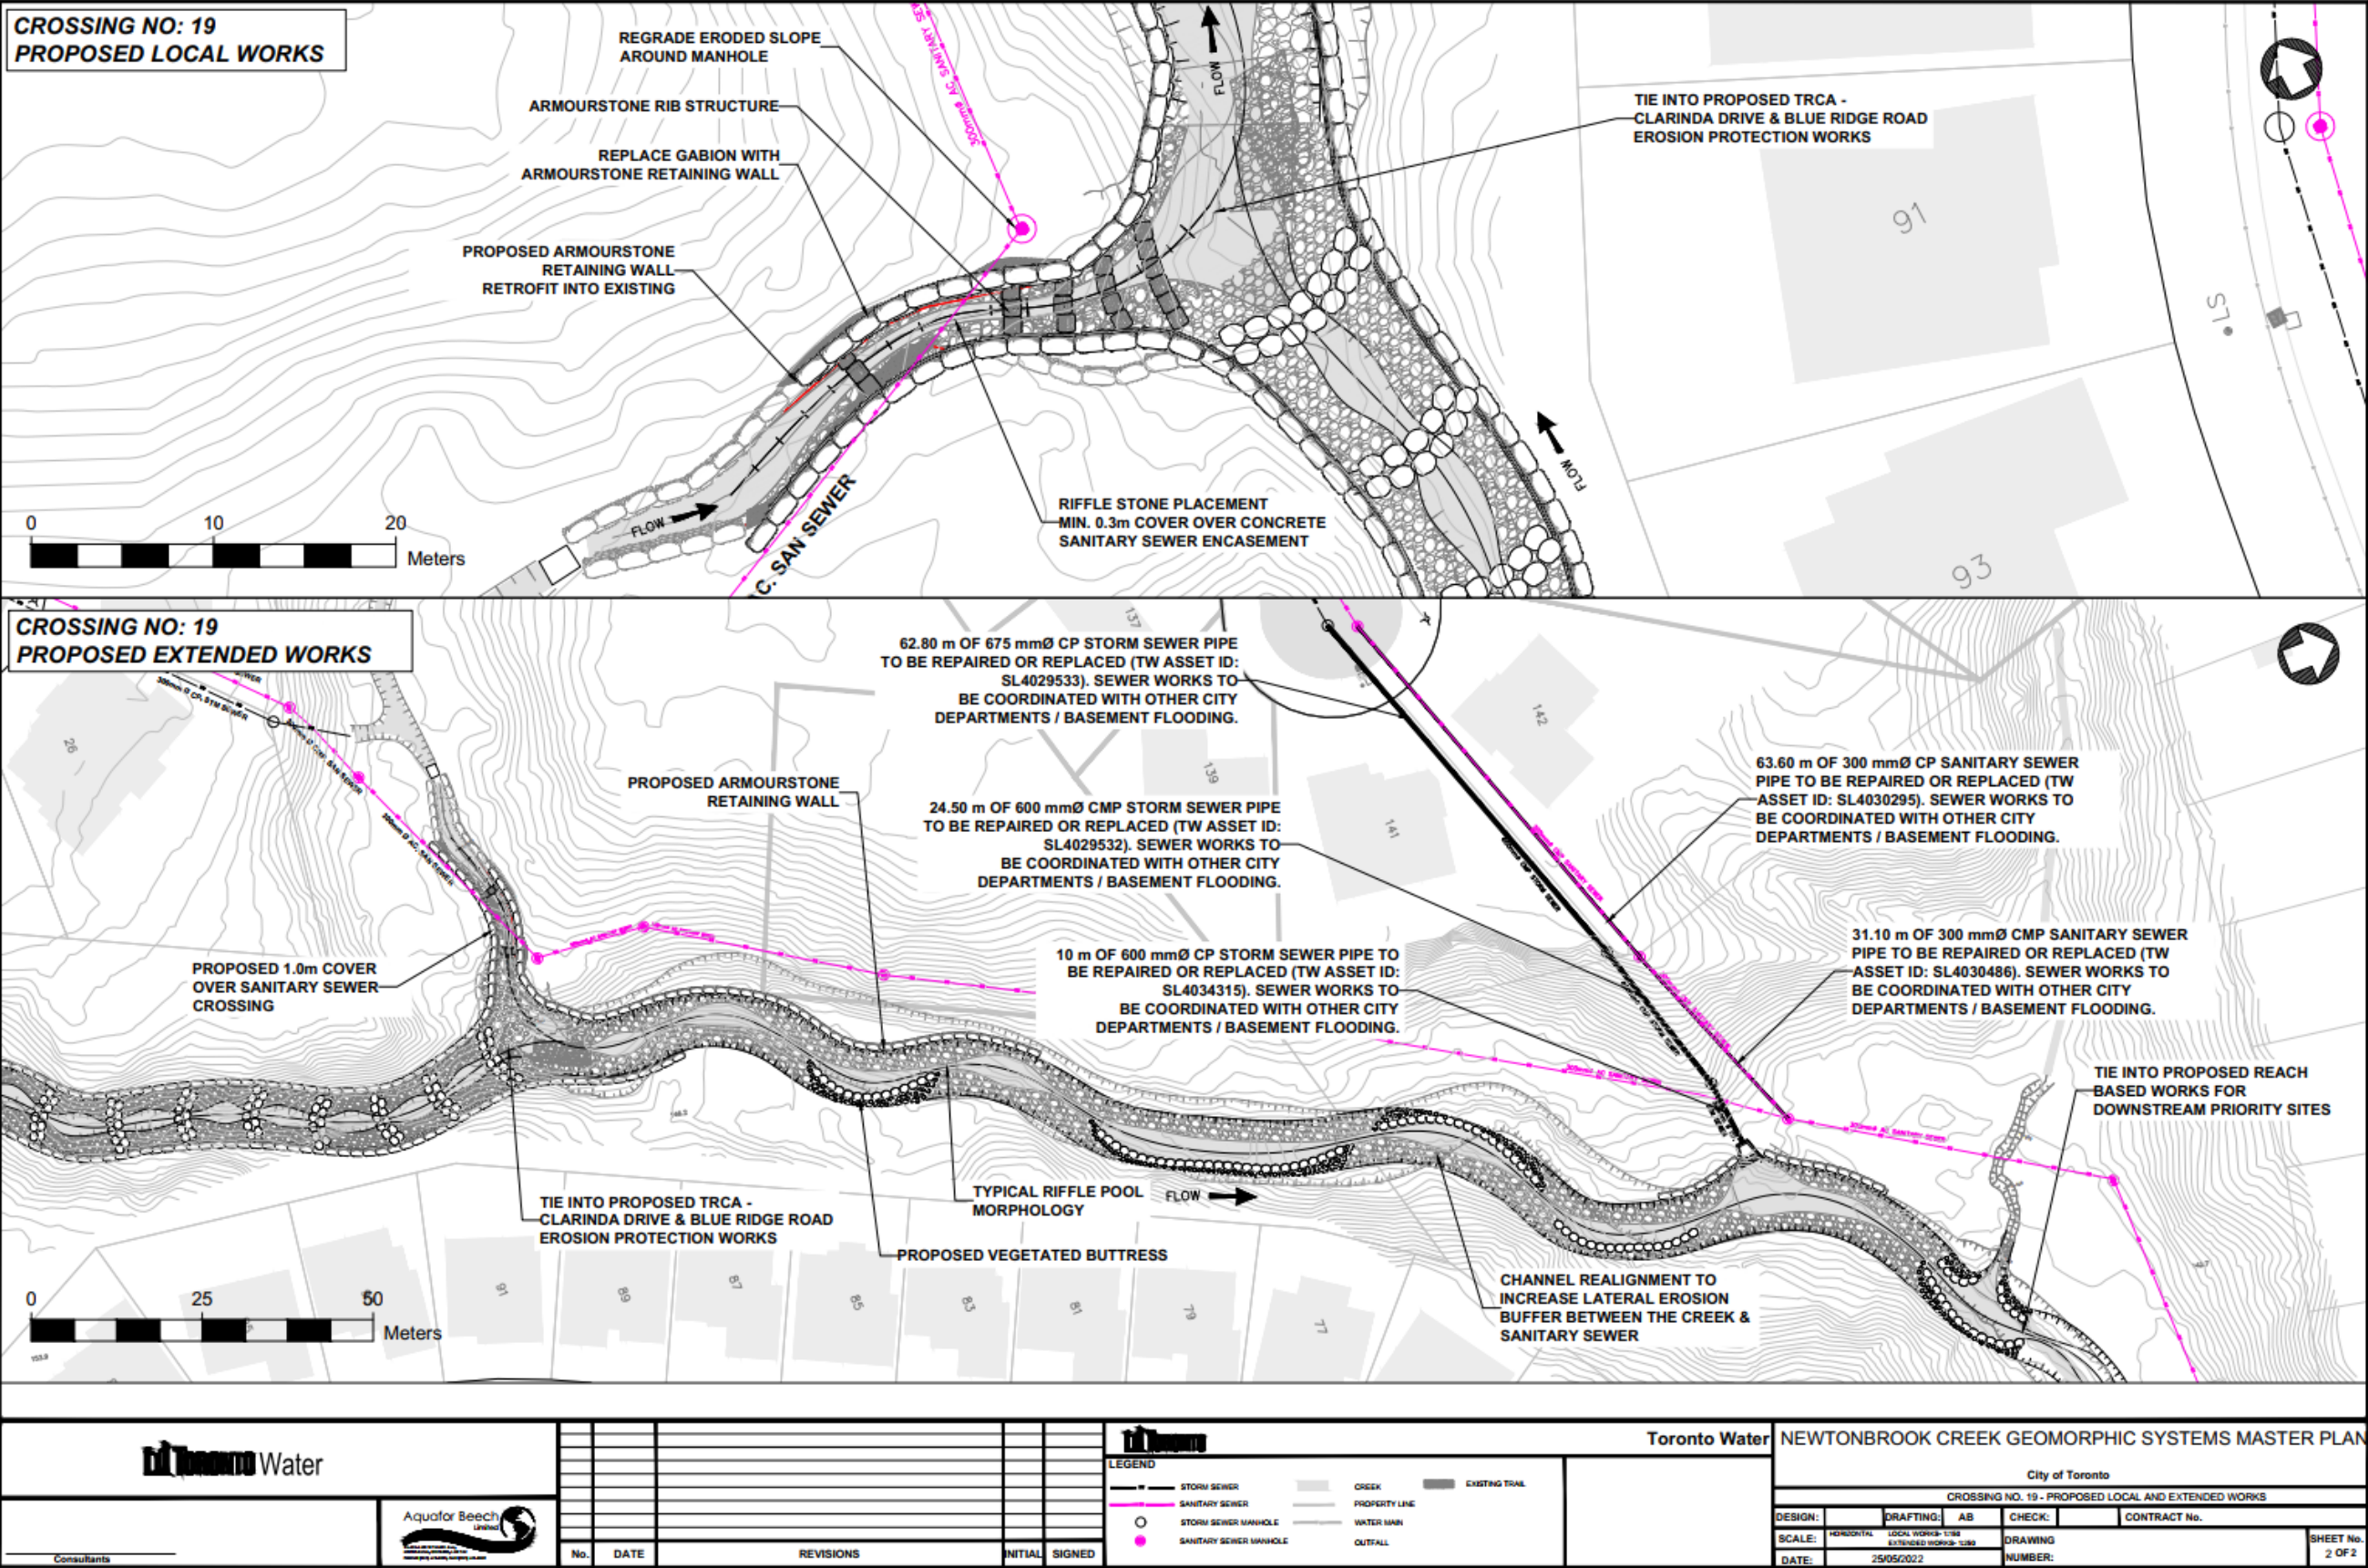 CROSSING NO: 19
PROPOSED LOCAL WORKS
REGRADE ERODED SLOPE
AROUND MANHOLE
ARMOURSTONE RIB STRUCTURE
REPLACE GABION WITH
ARMOURSTONE RETAINING WALL
PROPOSED ARMOURSTONE
RETAINING WALL
RETROFIT INTO EXISTING
300mmØ AC SANITARY SEW
FLOW
TIE INTO PROPOSED TRCA -
CLARINDA DRIVE & BLUE RIDGE ROAD
EROSION PROTECTION WORKS
91
LS
93
FLOW
FLOW
C. SAN SEWER
RIFFLE STONE PLACEMENT
MIN. 0.3m COVER OVER CONCRETE
SANITARY SEWER ENCASEMENT
0 10 20
Meters
CROSSING NO: 19
PROPOSED EXTENDED WORKS
62.80 m OF 675 mmØ CP STORM SEWER PIPE
TO BE REPAIRED OR REPLACED (TW ASSET ID:
SL4029533). SEWER WORKS TO
BE COORDINATED WITH OTHER CITY
DEPARTMENTS / BASEMENT FLOODING.
137
139
141
142
26
PROPOSED ARMOURSTONE
RETAINING WALL
24.50 m OF 600 mmØ CMP STORM SEWER PIPE
TO BE REPAIRED OR REPLACED (TW ASSET ID:
SL4029532). SEWER WORKS TO
BE COORDINATED WITH OTHER CITY
DEPARTMENTS / BASEMENT FLOODING.
63.60 m OF 300 mmØ CP SANITARY SEWER
PIPE TO BE REPAIRED OR REPLACED (TW
ASSET ID: SL4030295). SEWER WORKS TO
BE COORDINATED WITH OTHER CITY
DEPARTMENTS / BASEMENT FLOODING.
10 m OF 600 mmØ CP STORM SEWER PIPE TO
BE REPAIRED OR REPLACED (TW ASSET ID:
SL4034315). SEWER WORKS TO
BE COORDINATED WITH OTHER CITY
DEPARTMENTS / BASEMENT FLOODING.
31.10 m OF 300 mmØ CMP SANITARY SEWER
PIPE TO BE REPAIRED OR REPLACED (TW
ASSET ID: SL4030486). SEWER WORKS TO
BE COORDINATED WITH OTHER CITY
DEPARTMENTS / BASEMENT FLOODING.
PROPOSED 1.0m COVER
OVER SANITARY SEWER
CROSSING
TIE INTO PROPOSED REACH
BASED WORKS FOR
DOWNSTREAM PRIORITY SITES
TIE INTO PROPOSED TRCA -
CLARINDA DRIVE & BLUE RIDGE ROAD
EROSION PROTECTION WORKS
TYPICAL RIFFLE POOL
MORPHOLOGY
FLOW
PROPOSED VEGETATED BUTTRESS
CHANNEL REALIGNMENT TO
INCREASE LATERAL EROSION
BUFFER BETWEEN THE CREEK &
SANITARY SEWER
91
89
87
85
83
81
79
77
0 25 50
Meters
TORONTO Water
Aquafor Beech
Limited
Consultants
No. DATE REVISIONS INITIAL SIGNED
TORONTO
Toronto Water
LEGEND
STORM SEWER
SANITARY SEWER
STORM SEWER MANHOLE
SANITARY SEWER MANHOLE
CREEK
PROPERTY LINE
WATER MAIN
OUTFALL
EXISTING TRAIL
NEWTONBROOK CREEK GEOMORPHIC SYSTEMS MASTER PLAN
City of Toronto
CROSSING NO. 19 - PROPOSED LOCAL AND EXTENDED WORKS
DESIGN: DRAFTING: AB CHECK: CONTRACT No.
SCALE: HORIZONTAL LOCAL WORKS- 1:150
EXTENDED WORKS-
DRAWING
NUMBER:
SHEET No.
2 OF 2
DATE: 25/05/2022